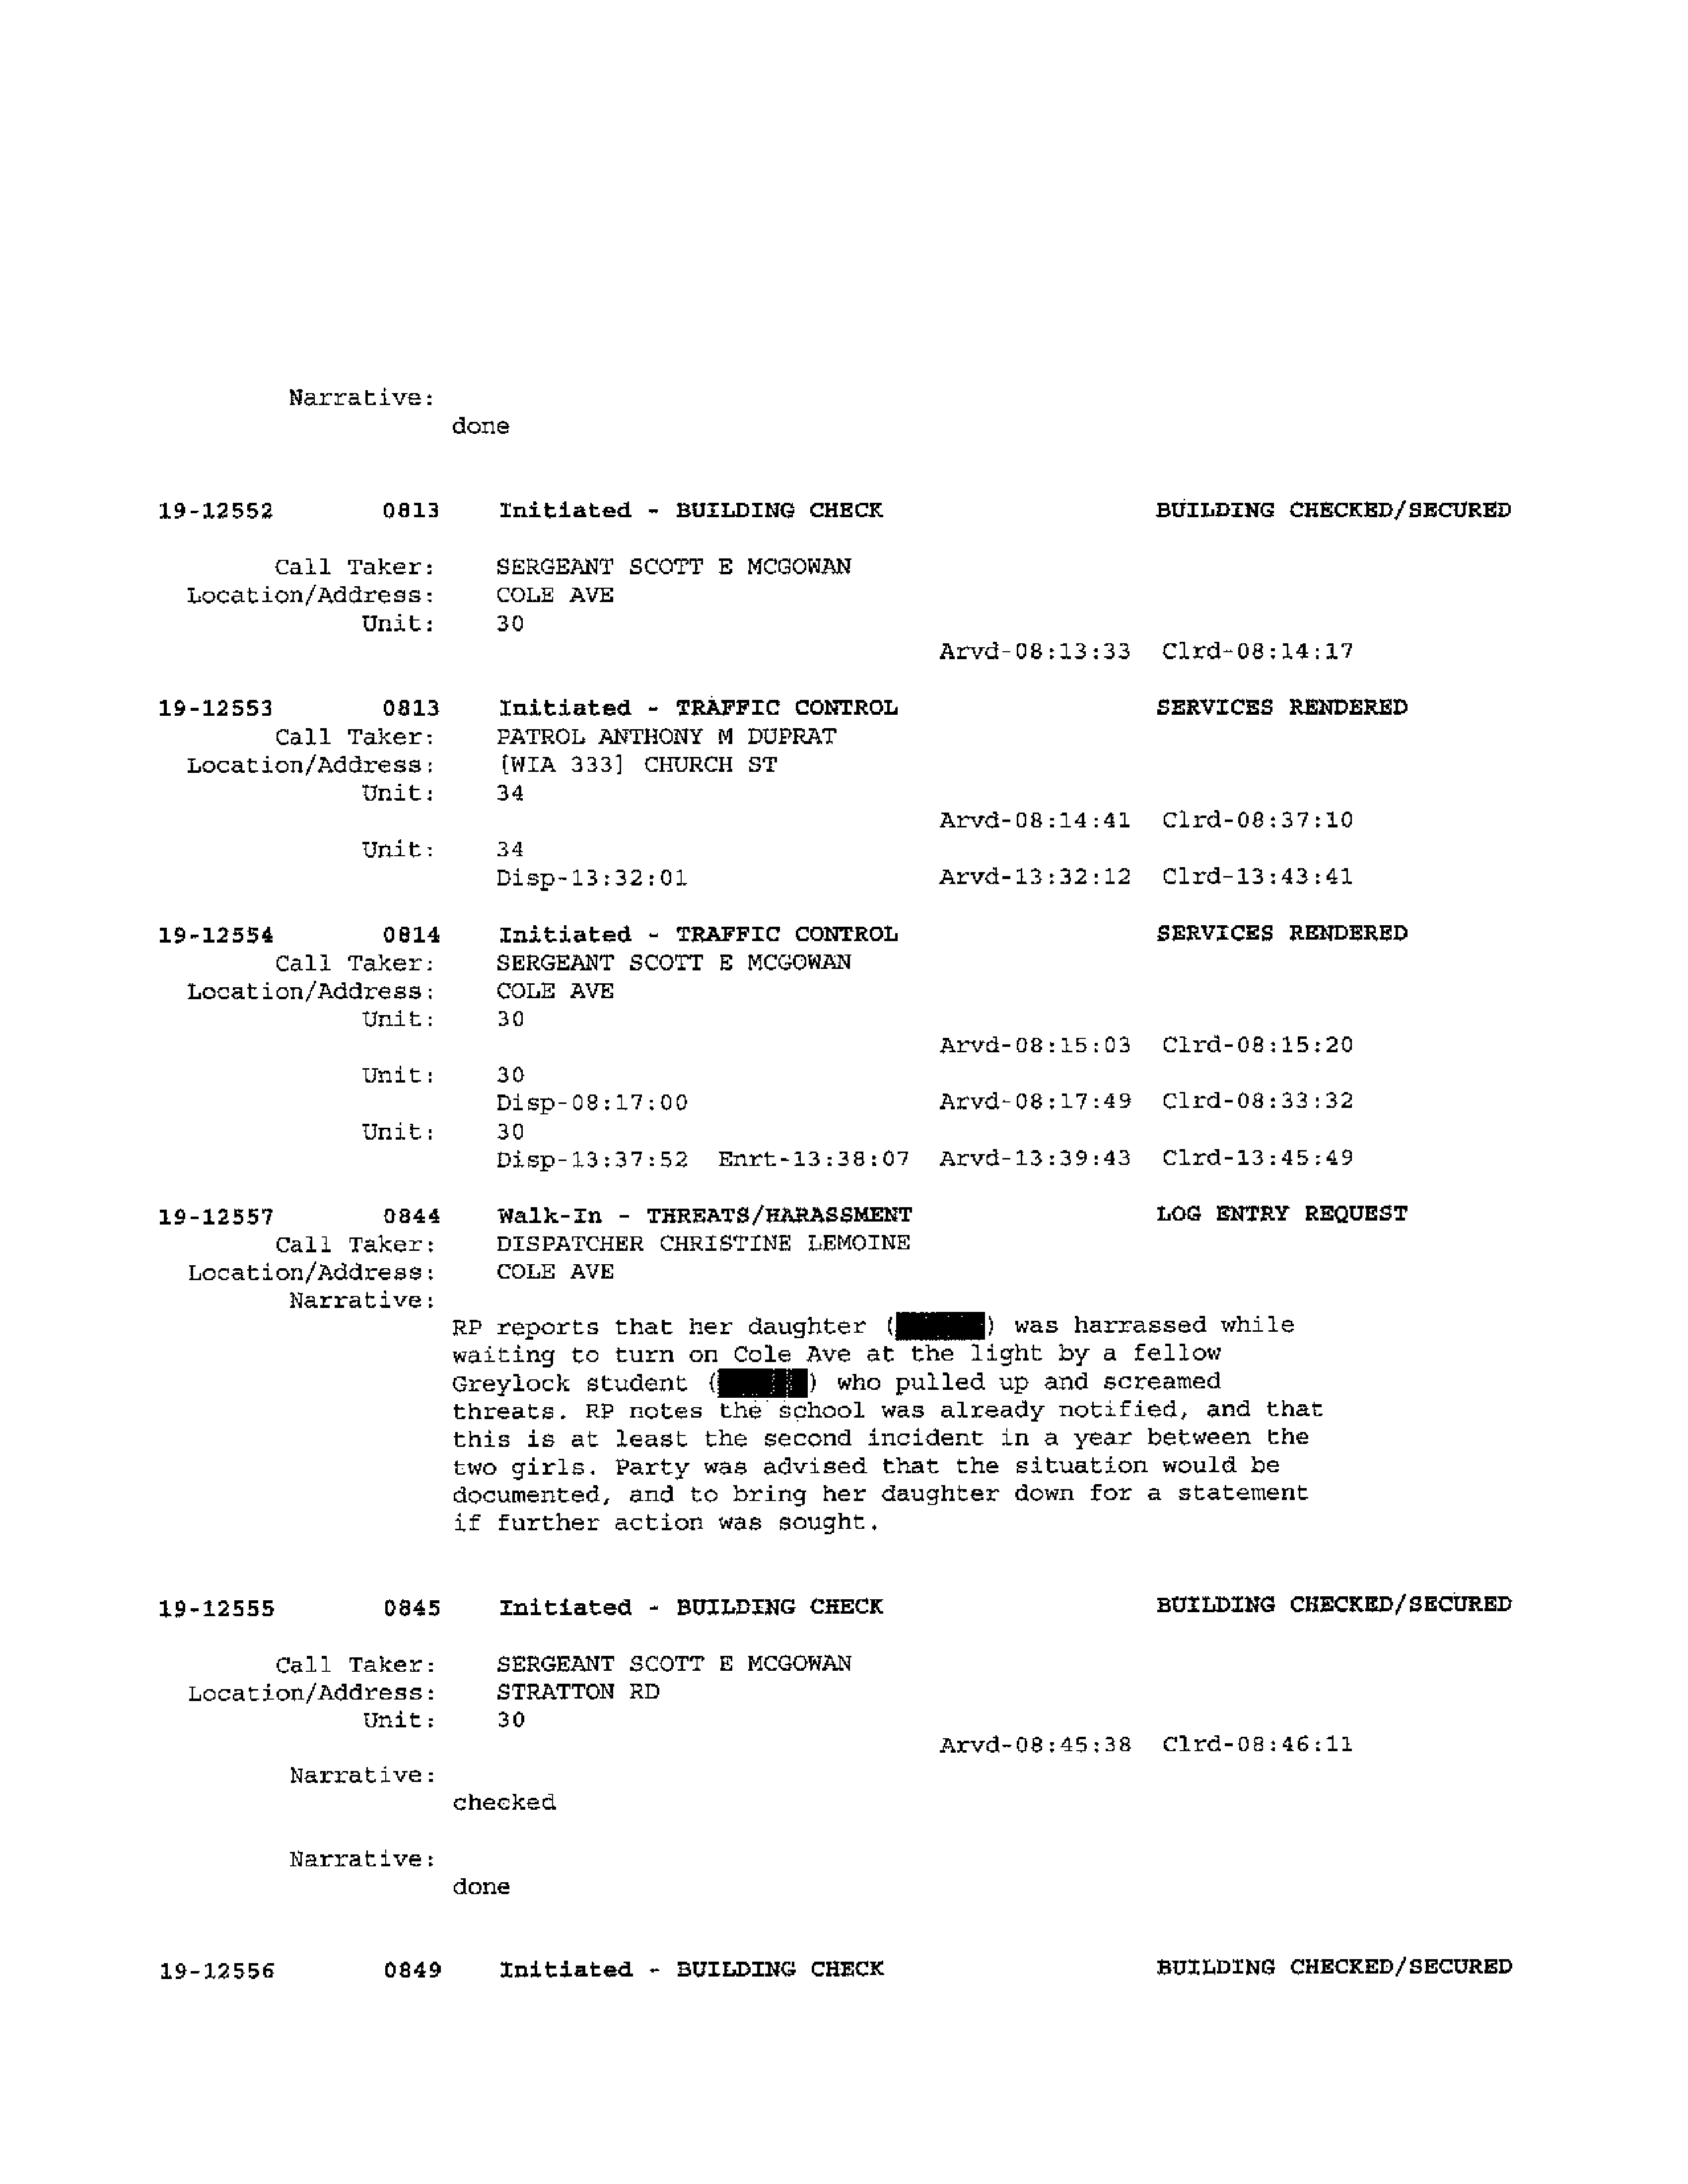 Narrative:
done
19-12552 0813 Initiated - BUILDING CHECK BUILDING CHECKED/SECURED
Call Taker: SERGEANT SCOTT E MCGOWAN
Location/Address: COLE AVE
Unit: 30
Arvd-08:13:33 Clrd-08:14:17
19-12553 0813 Initiated - TRAFFIC CONTROL SERVICES RENDERED
Call Taker: PATROL ANTHONY M DUPRAT
Location/Address: [WIA 333] CHURCH ST
Unit: 34
Arvd-08:14:41 Clrd-08:37:10
Unit: 34
Disp-13:32:01 Arvd-13:32:12 Clrd-13:43:41
19-12554 0814 Initiated - TRAFFIC CONTROL SERVICES RENDERED
Call Taker: SERGEANT SCOTT E MCGOWAN
Location/Address: COLE AVE
Unit: 30
Arvd-08:15:03 Clrd-08:15:20
Unit: 30
Disp-08:17:00 Arvd-08:17:49 Clrd-08:33:32
Unit: 30
Disp-13:37:52 Enrt-13:38:07 Arvd-13:39:43 Clrd-13:45:49
19-12557 0844 Walk-In - THREATS/HARASSMENT LOG ENTRY REQUEST
Call Taker: DISPATCHER CHRISTINE LEMOINE
Location/Address: COLE AVE
Narrative:
RP reports that her daughter ( ) was harrassed while
waiting to turn on Cole Ave at the light by a fellow
Greylock student ( ) who pulled up and screamed
threats. RP notes the school was already notified, and that
this is at least the second incident in a year between the
two girls. Party was advised that the situation would be
documented, and to bring her daughter down for a statement
if further action was sought.
19-12555 0845 Initiated - BUILDING CHECK BUILDING CHECKED/SECURED
Call Taker: SERGEANT SCOTT E MCGOWAN
Location/Address: STRATTON RD
Unit: 30
Arvd-08:45:38 Clrd-08:46:11
Narrative:
checked
Narrative:
done
19-12556 0849 Initiated - BUILDING CHECK BUILDING CHECKED/SECURED